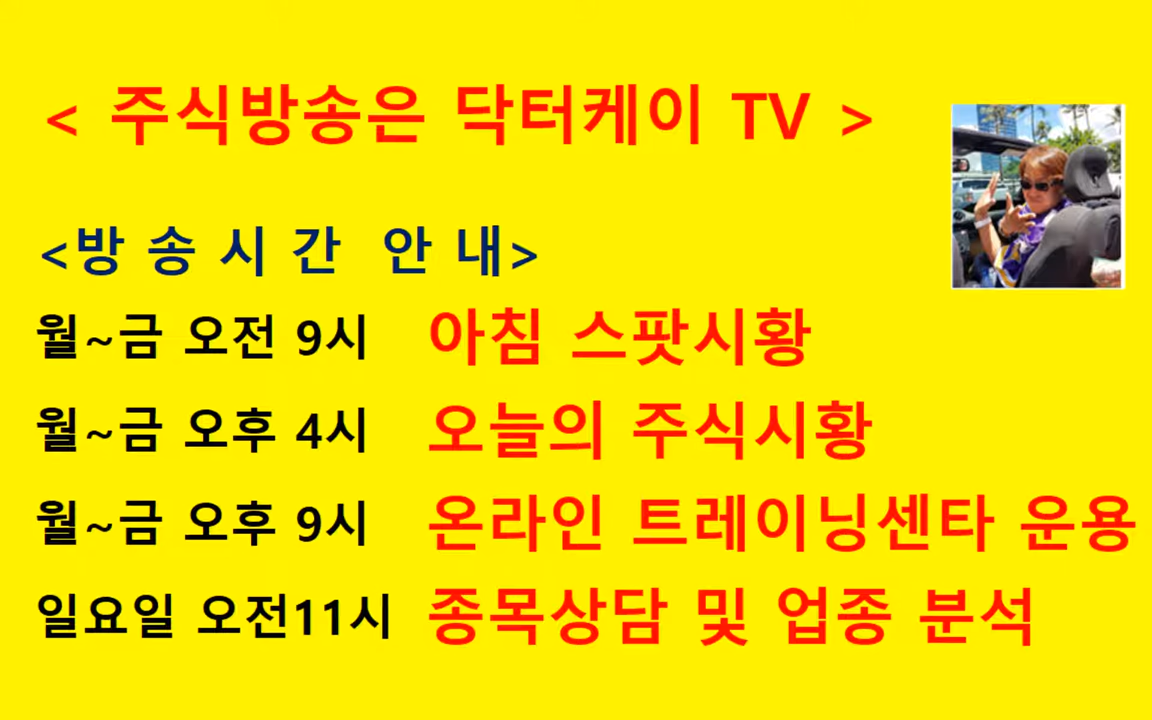 < 주식방송은 닥터케이 TV >
<방 송 시 간 안 내>
월~금 오전 9시 아침 스팟시황
월~금 오후 4시 오늘의 주식시황
월~금 오후 9시 온라인 트레이닝센타 운용
일요일 오전11시 종목상담 및 업종 분석